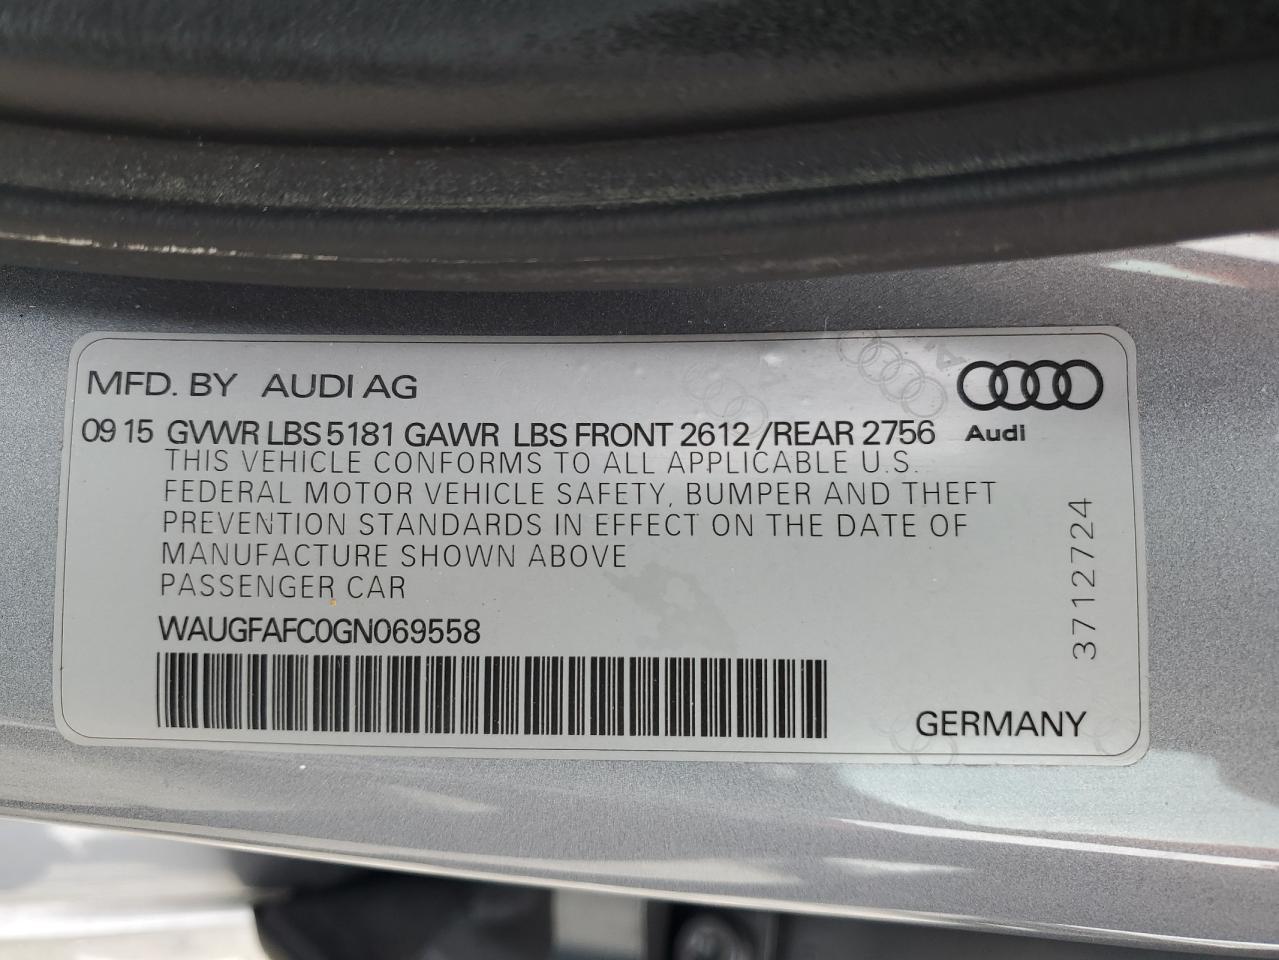 MFD. BY AUDI AG
09 15 GVWR LBS 5181 GAWR LBS FRONT 2612 /REAR 2756
Audi
THIS VEHICLE CONFORMS TO ALL APPLICABLE U.S.
FEDERAL MOTOR VEHICLE SAFETY, BUMPER AND THEFT
PREVENTION STANDARDS IN EFFECT ON THE DATE OF
MANUFACTURE SHOWN ABOVE
PASSENGER CAR
WAUGFAFC0GN069558
3712724
GERMANY